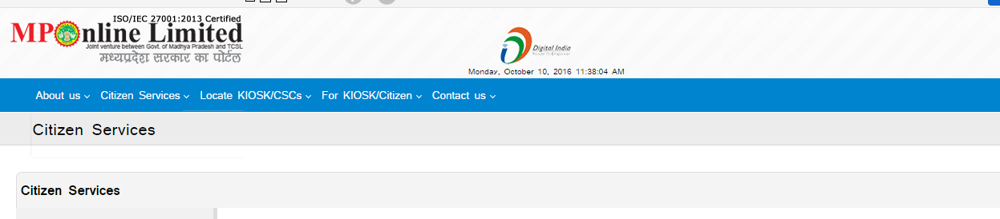 ISO/IEC 27001:2013 Certified
MPOnline Limited
Joint venture between Govt. of Madhya Pradesh and TCSL
मध्यप्रदेश सरकार का पोर्टल
Digital India
Power To Empower
Monday, October 10, 2016 11:38:04 AM
About us Citizen Services Locate KIOSK/CSCs For KIOSK/Citizen Contact us
Citizen Services
Citizen Services